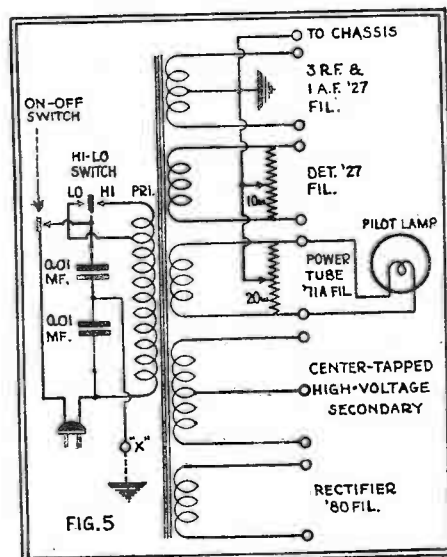 TO CHASSIS
3 R.F. &
1 A.F. '27
FIL.
ON-OFF
SWITCH
HI-LO
SWITCH
LO HI PRI.
DET. '27
FIL.
10ω
PILOT LAMP
0.01
MF.
POWER
TUBE
'71A FIL
20ω
0.01
MF.
CENTER-TAPPED
HIGH-VOLTAGE
SECONDARY
"X"
RECTIFIER
'80 FIL.
FIG.5